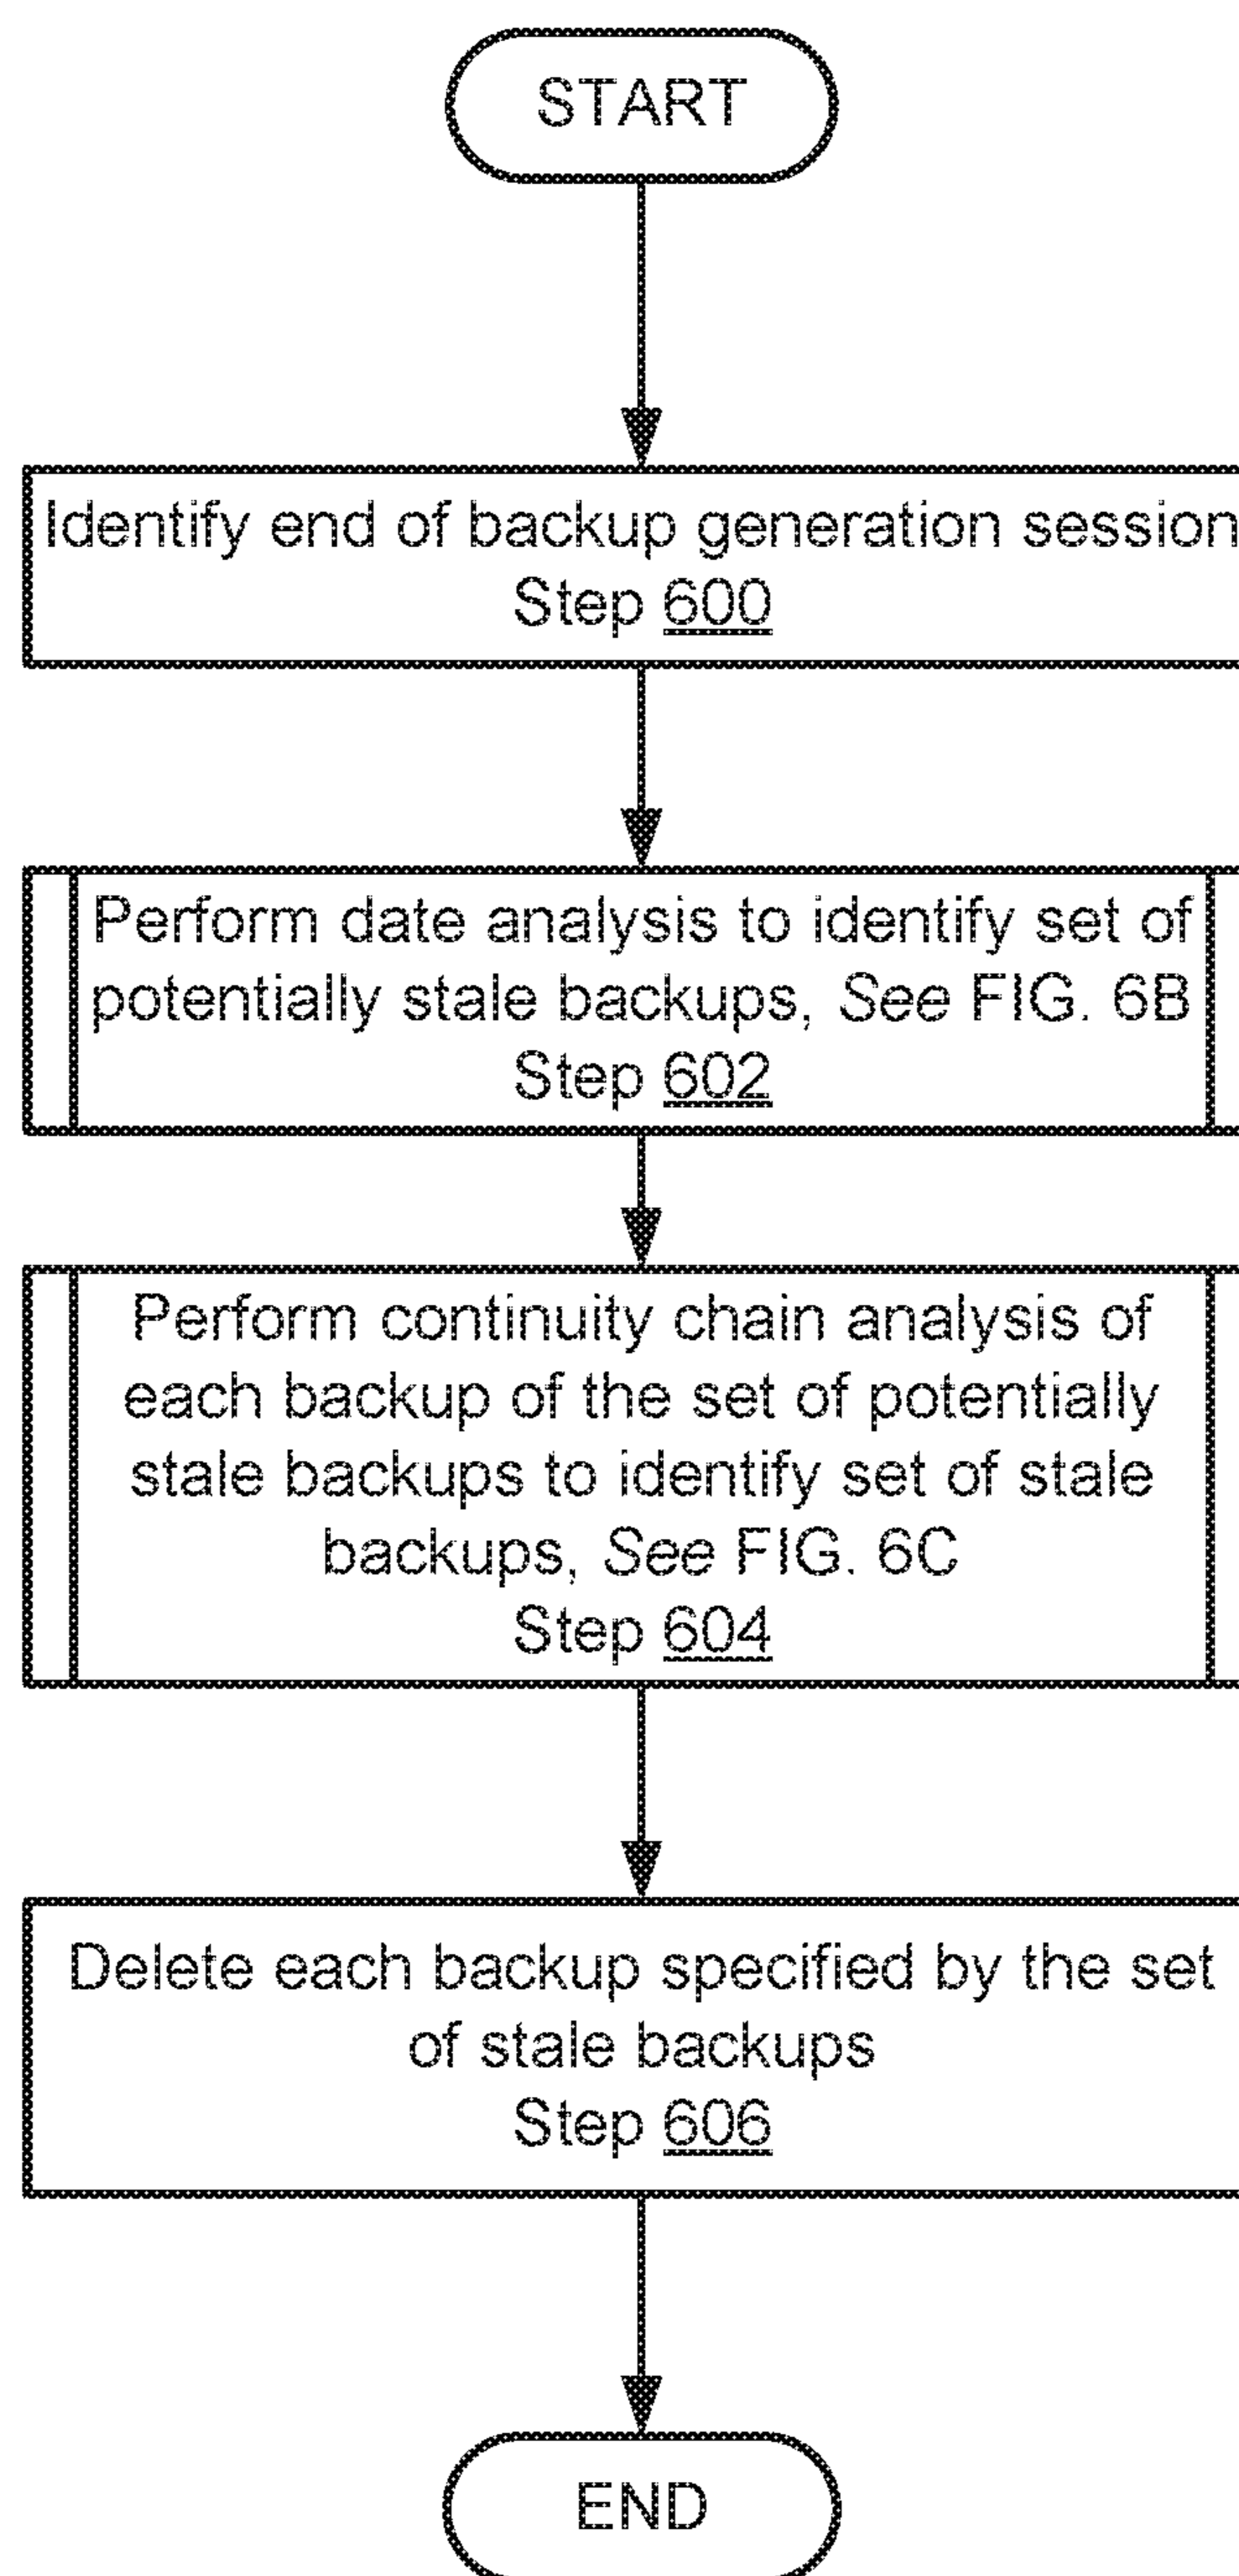 START
Identify end of backup generation session
Step 600
Perform date analysis to identify set of
potentially stale backups, See FIG. 6B
Step 602
Perform continuity chain analysis of
each backup of the set of potentially
stale backups to identify set of stale
backups, See FIG. 6C
Step 604
Delete each backup specified by the set
of stale backups
Step 606
END